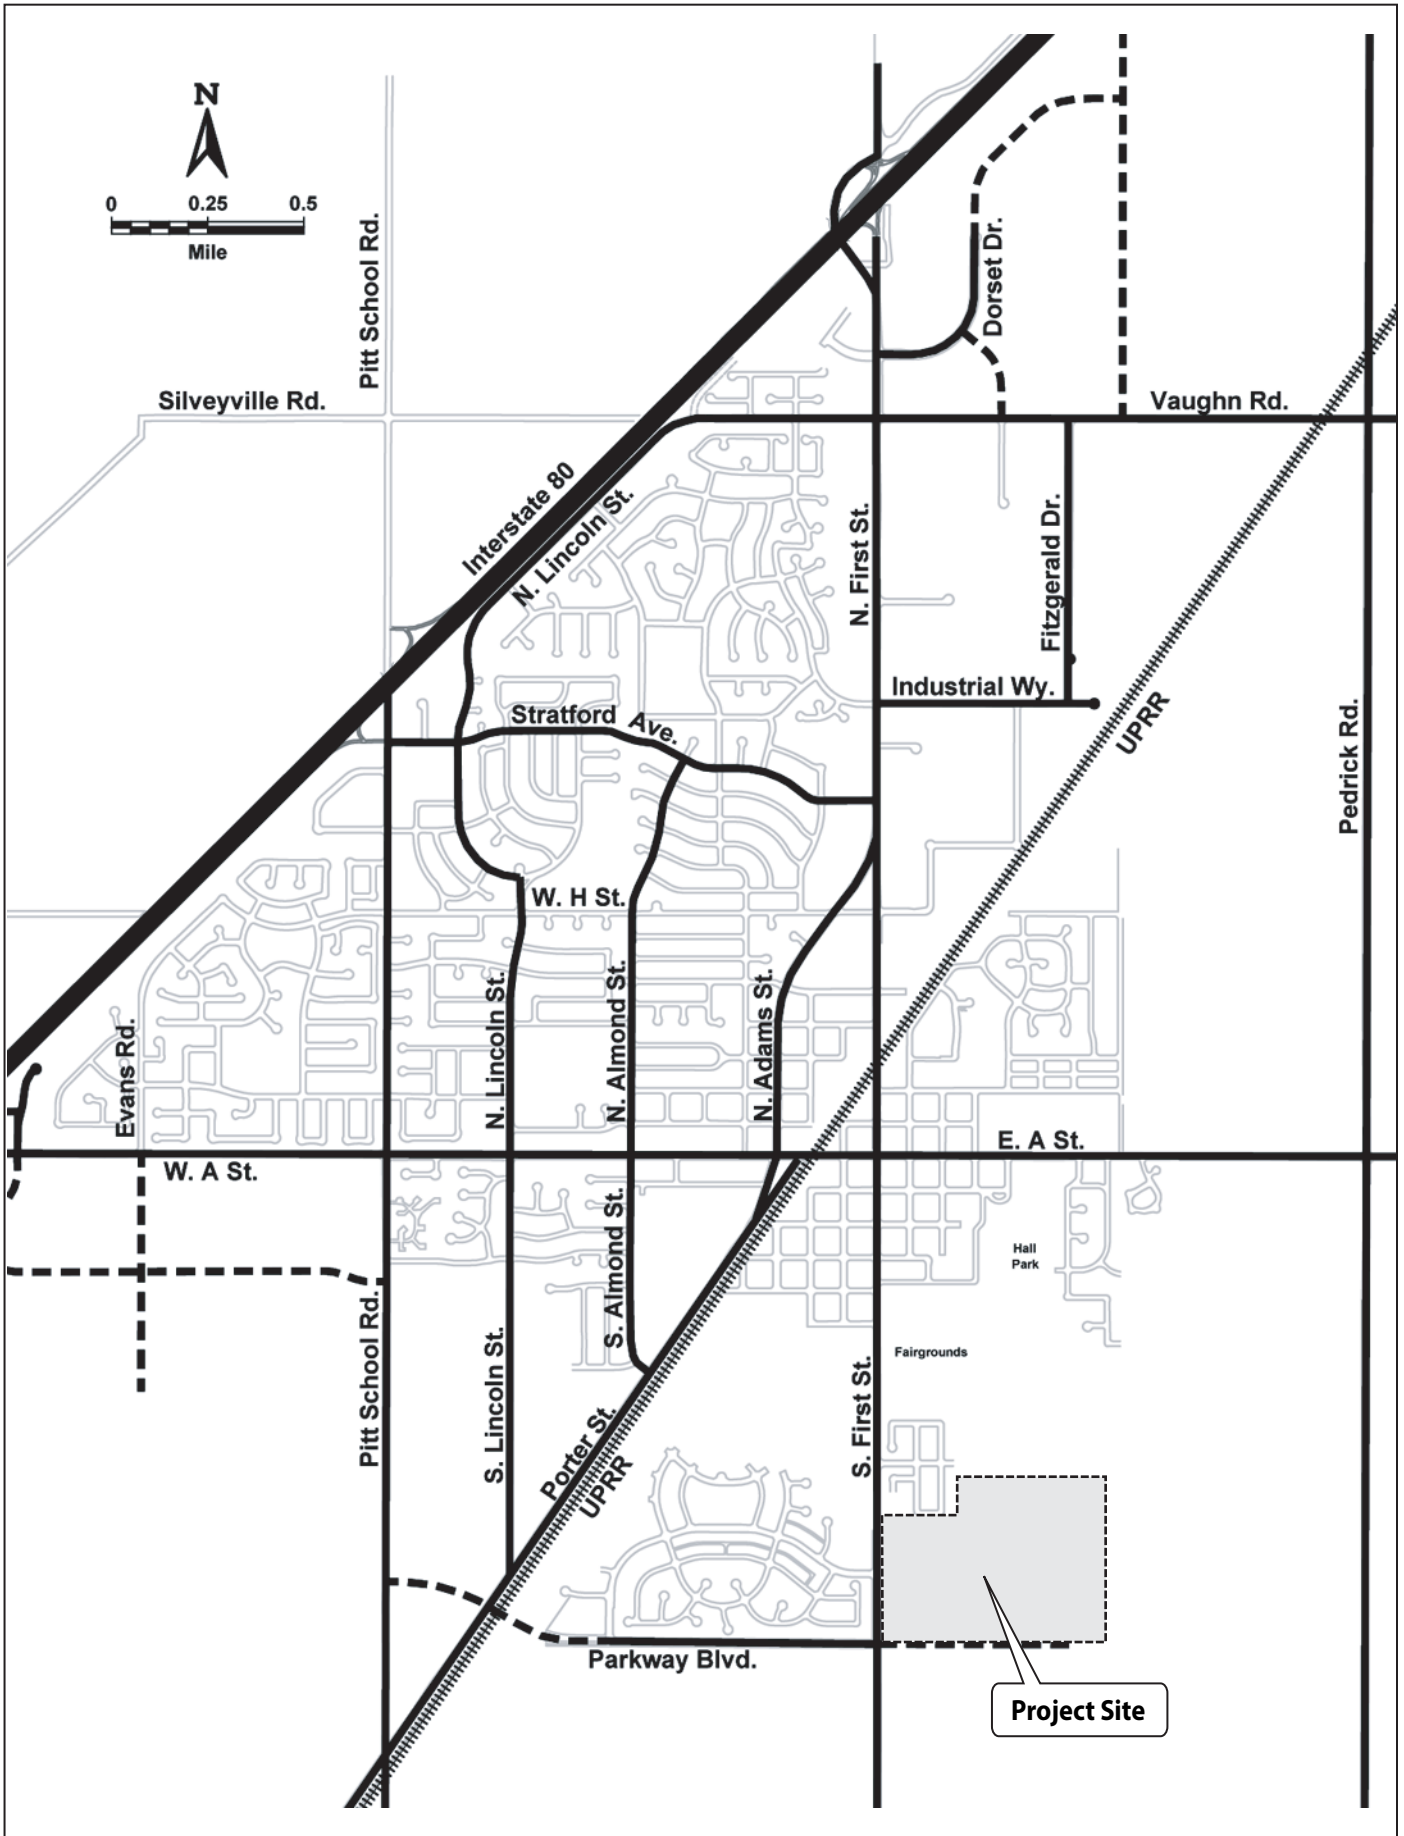 N
0 0.25 0.5
Mile
Pitt School Rd.
Dorset Dr.
Silveyville Rd.
Vaughn Rd.
Interstate 80
N. Lincoln St.
N. First St.
Fitzgerald Dr.
Industrial Wy.
Stratford Ave.
UPRR
Pedrick Rd.
W. H St.
N. Lincoln St.
N. Almond St.
N. Adams St.
Evans Rd.
E. A St.
W. A St.
S. Almond St.
Hall
Park
Pitt School Rd.
S. Lincoln St.
Fairgrounds
S. First St.
Porter St.
UPRR
Parkway Blvd.
Project Site